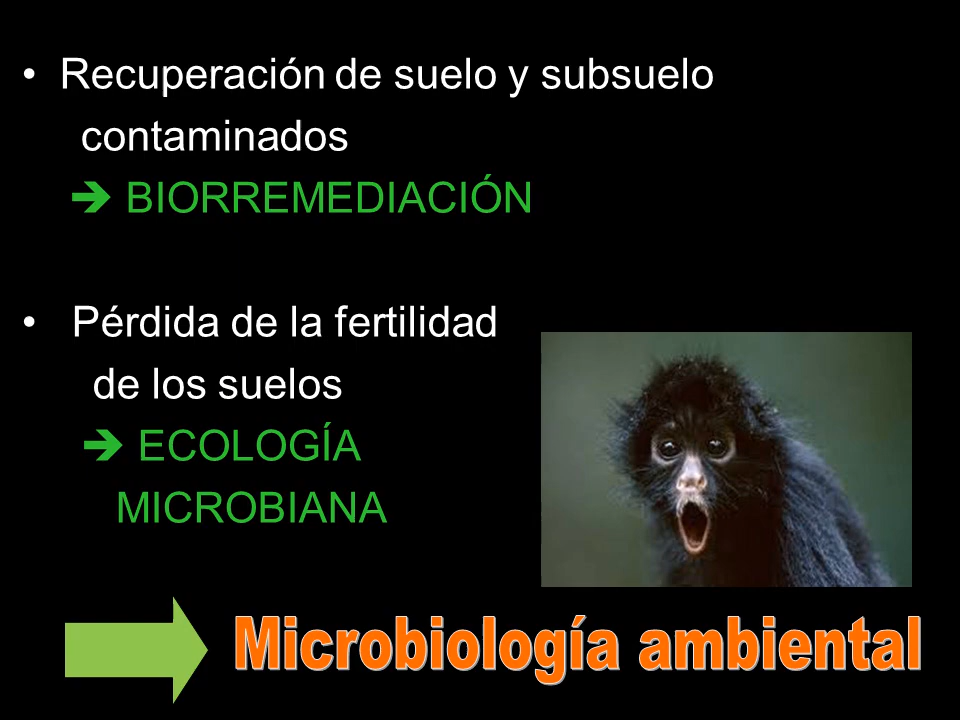 • Recuperación de suelo y subsuelo
contaminados
➔ BIORREMEDIACIÓN
• Pérdida de la fertilidad
de los suelos
➔ ECOLOGÍA
MICROBIANA
Microbiología ambiental